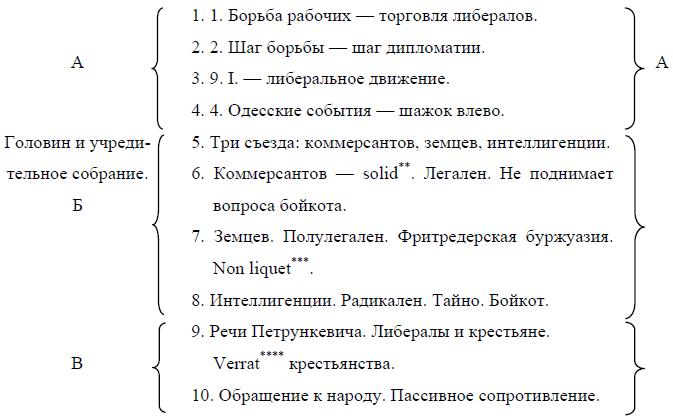 1. 1. Борьба рабочих — торговля либералов.
2. 2. Шаг борьбы — шаг дипломатии.
А
3. 9. I. — либеральное движение.
А
4. 4. Одесские события — шажок влево.
Головин и учреди-
тельное собрание.
Б
5. Три съезда: коммерсантов, земцев, интеллигенции.
6. Коммерсантов — solid**. Легален. Не поднимает
вопроса бойкота.
7. Земцев. Полулегален. Фритредерская буржуазия.
Non liquet***.
8. Интеллигенции. Радикален. Тайно. Бойкот.
В
9. Речи Петрункевича. Либералы и крестьяне.
Verrat**** крестьянства.
10. Обращение к народу. Пассивное сопротивление.